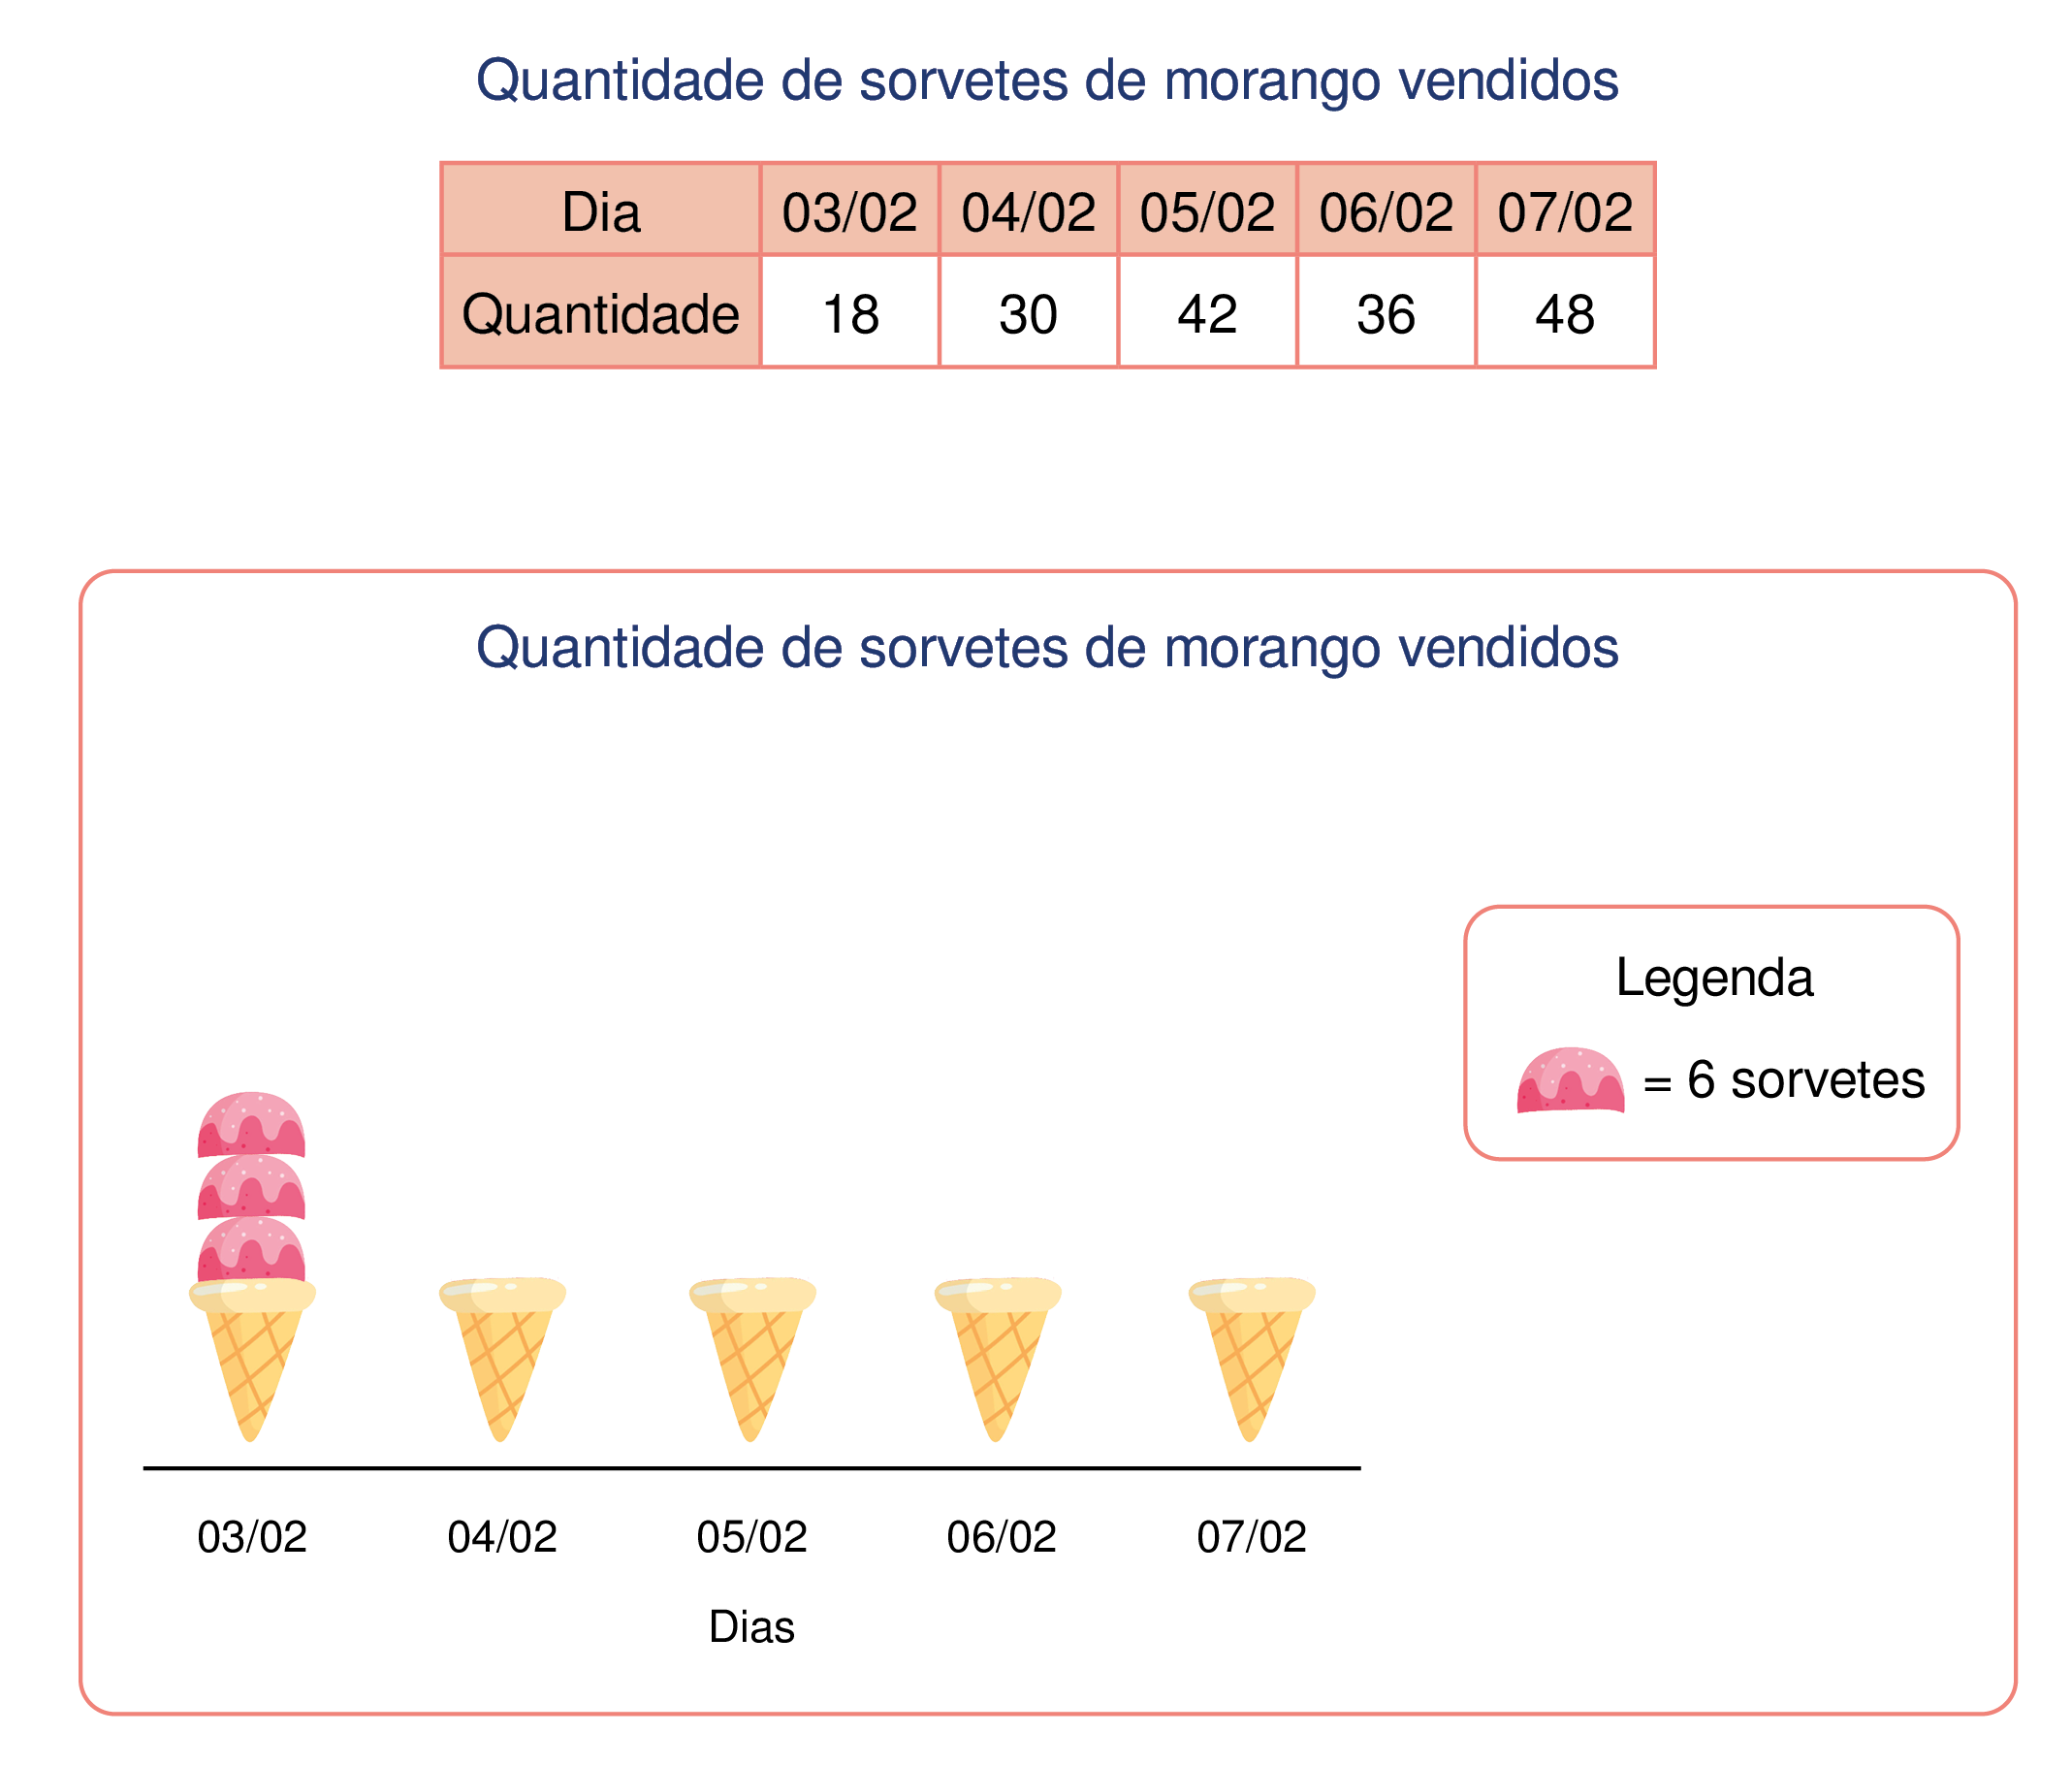 Quantidade de sorvetes de morango vendidos
Dia 03/02 04/02 05/02 06/02 07/02
Quantidade 18 30 42 36 48
Quantidade de sorvetes de morango vendidos
Legenda
= 6 sorvetes
03/02 04/02 05/02 06/02 07/02
Dias